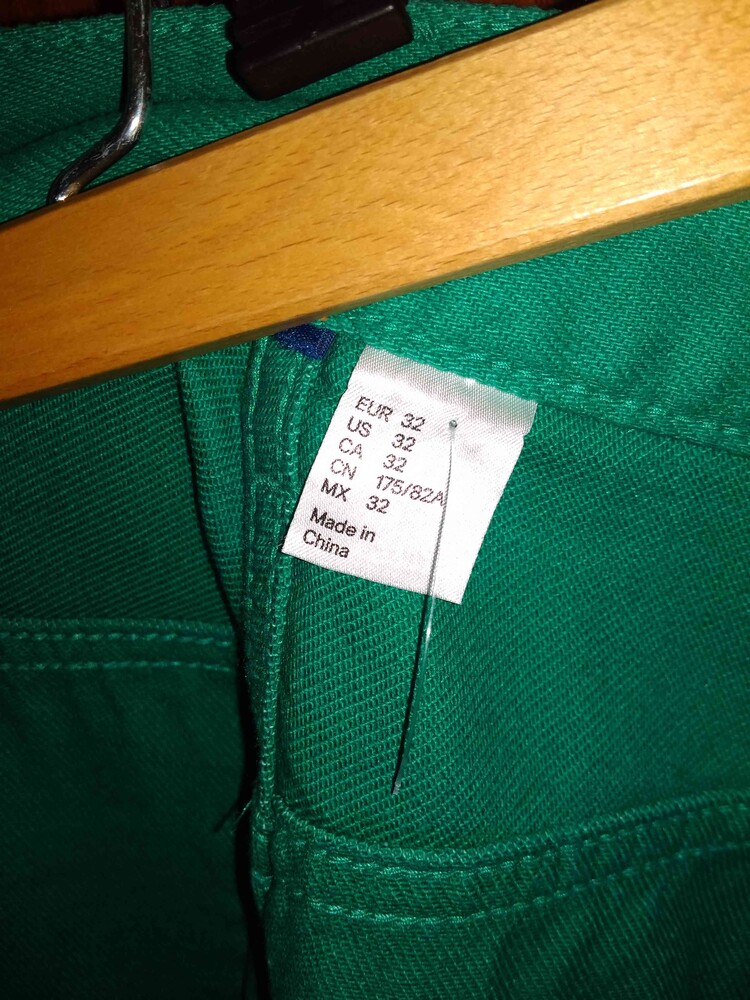 EUR 32
US 32
CA 32
CN 175/82A
MX 32
Made in
China